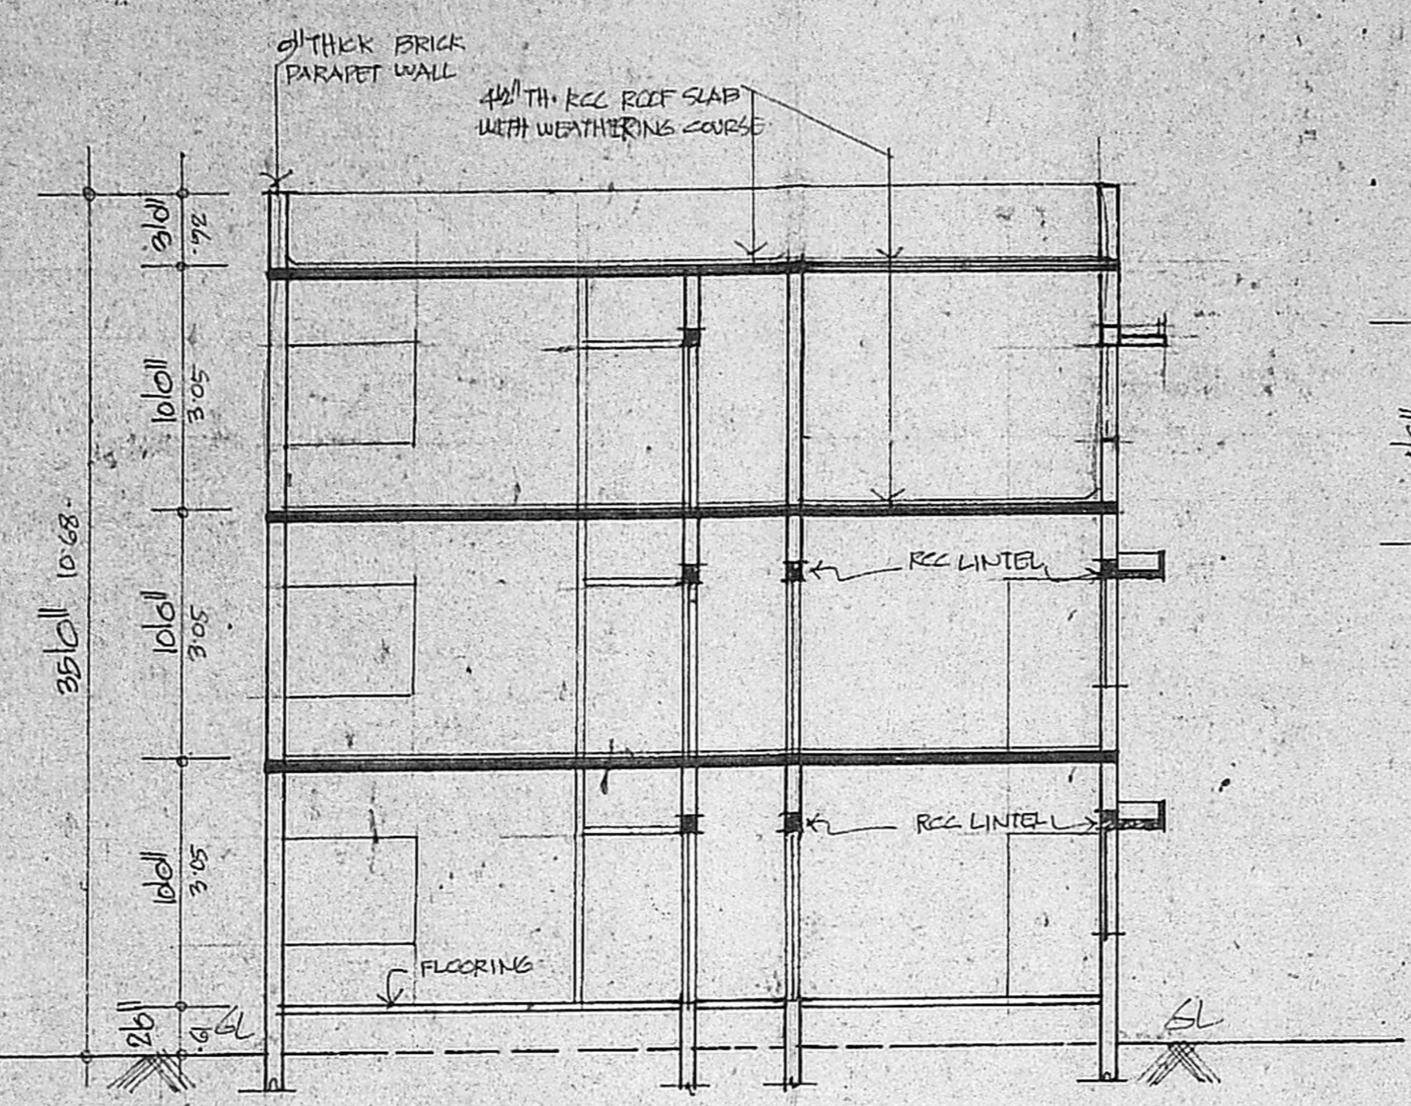 9" THICK BRICK
PARAPET WALL
4½" TH. RCC ROOF SLAB
WITH WEATHERING COURSE
3'0"
.92
10'0"
3.05
35'0" 10.68
RCC LINTEL
10'0"
3.05
RCC LINTEL
10'0"
3.05
FLOORING
2'6"
GL
GL